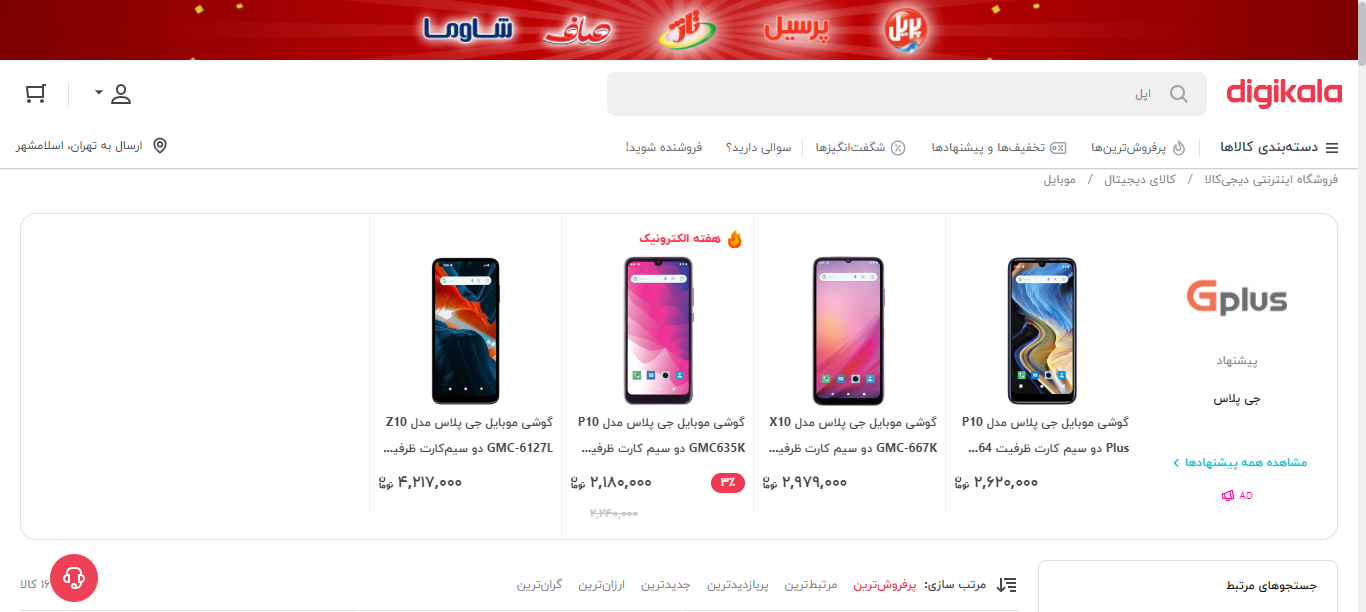 پریل پرسیل تاژ صاف شاوما
digikala
اپل
دسته‌بندی کالاها
پرفروش‌ترین‌ها
تخفیف‌ها و پیشنهادها
شگفت‌انگیزها
سوالی دارید؟
فروشنده شوید!
ارسال به تهران، اسلامشهر
فروشگاه اینترنتی دیجی‌کالا / کالای دیجیتال / موبایل
Gplus
پیشنهاد
جی پلاس
مشاهده همه پیشنهادها
AD
گوشی موبایل جی پلاس مدل P10
Plus دو سیم کارت ظرفیت 64...
۲,۶۲۰,۰۰۰ تومان
گوشی موبایل جی پلاس مدل X10
GMC-667K دو سیم کارت ظرفیـ...
۲,۹۷۹,۰۰۰ تومان
هفته الکترونیک
گوشی موبایل جی پلاس مدل P10
GMC635K دو سیم کارت ظرفیـ...
۳٪
۲,۱۸۰,۰۰۰ تومان
۲,۲۴۰,۰۰۰
گوشی موبایل جی پلاس مدل Z10
GMC-6127L دو سیم‌کارت ظرفیـ...
۴,۲۱۷,۰۰۰ تومان
جستجوهای مرتبط
مرتب سازی: پرفروش‌ترین مرتبط‌ترین پربازدیدترین جدیدترین ارزان‌ترین گران‌ترین
۱۶ کالا